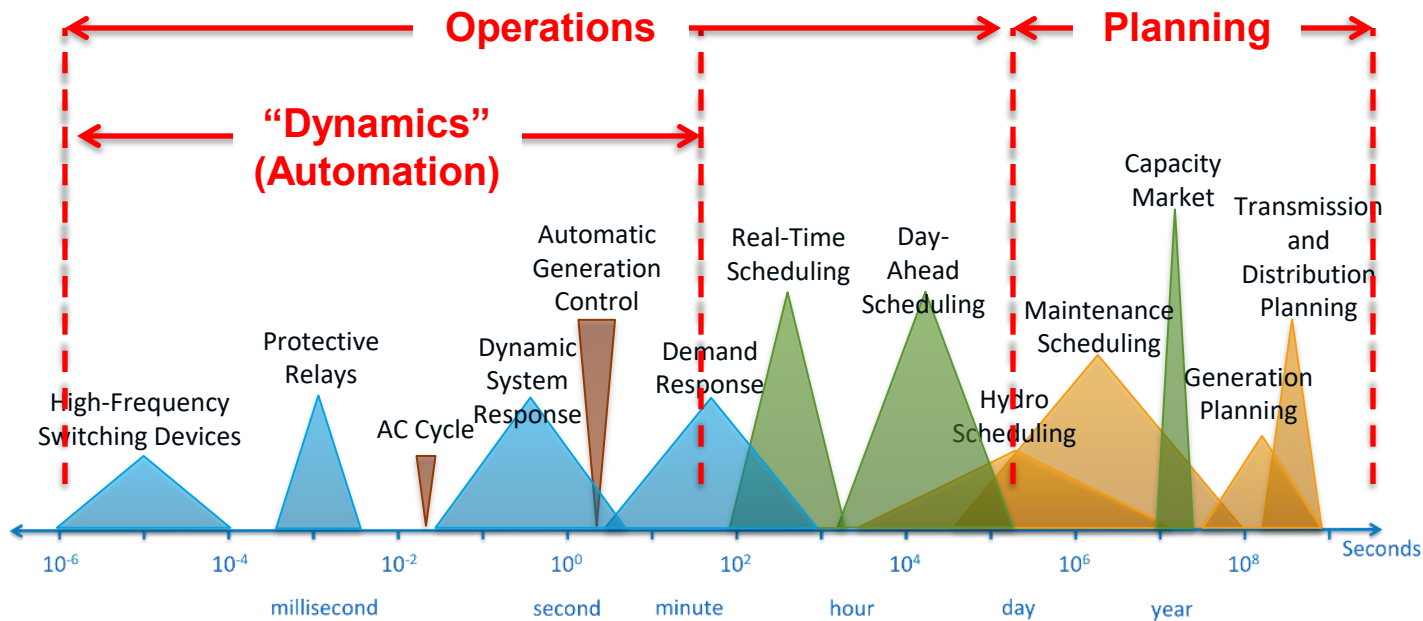 Operations
Planning
“Dynamics”
(Automation)
Capacity
Market
Transmission
and
Distribution
Planning
Automatic
Generation
Control
Real-Time
Scheduling
Day-
Ahead
Scheduling
Maintenance
Scheduling
Protective
Relays
Dynamic
System
Response
Demand
Response
Generation
Planning
High-Frequency
Switching Devices
AC Cycle
Hydro
Scheduling
10⁻⁶ 10⁻⁴ 10⁻² 10⁰ 10² 10⁴ 10⁶ 10⁸ Seconds
millisecond second minute hour day year